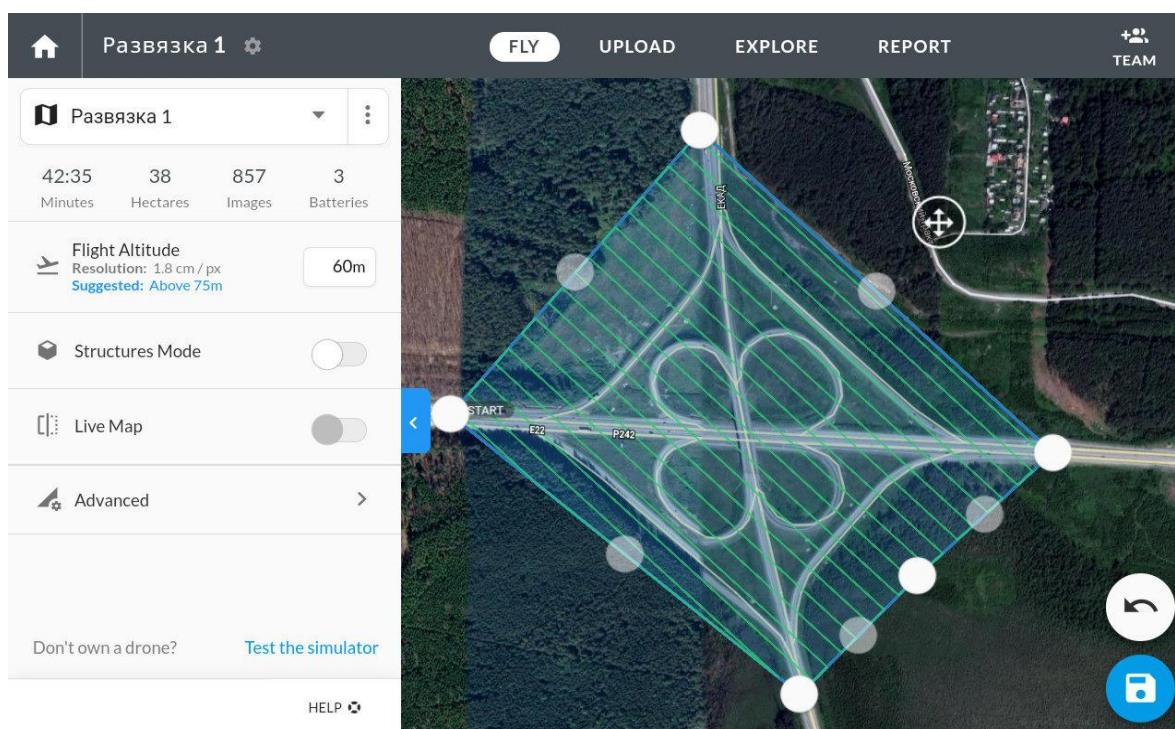 Развязка 1
FLY
UPLOAD
EXPLORE
REPORT
TEAM
Развязка 1
42:35
38
857
3
Minutes
Hectares
Images
Batteries
Flight Altitude
Resolution: 1.8 cm / px
Suggested: Above 75m
60m
Structures Mode
Live Map
Advanced
Don't own a drone?
Test the simulator
HELP
ЕКАД
START
E22
P242